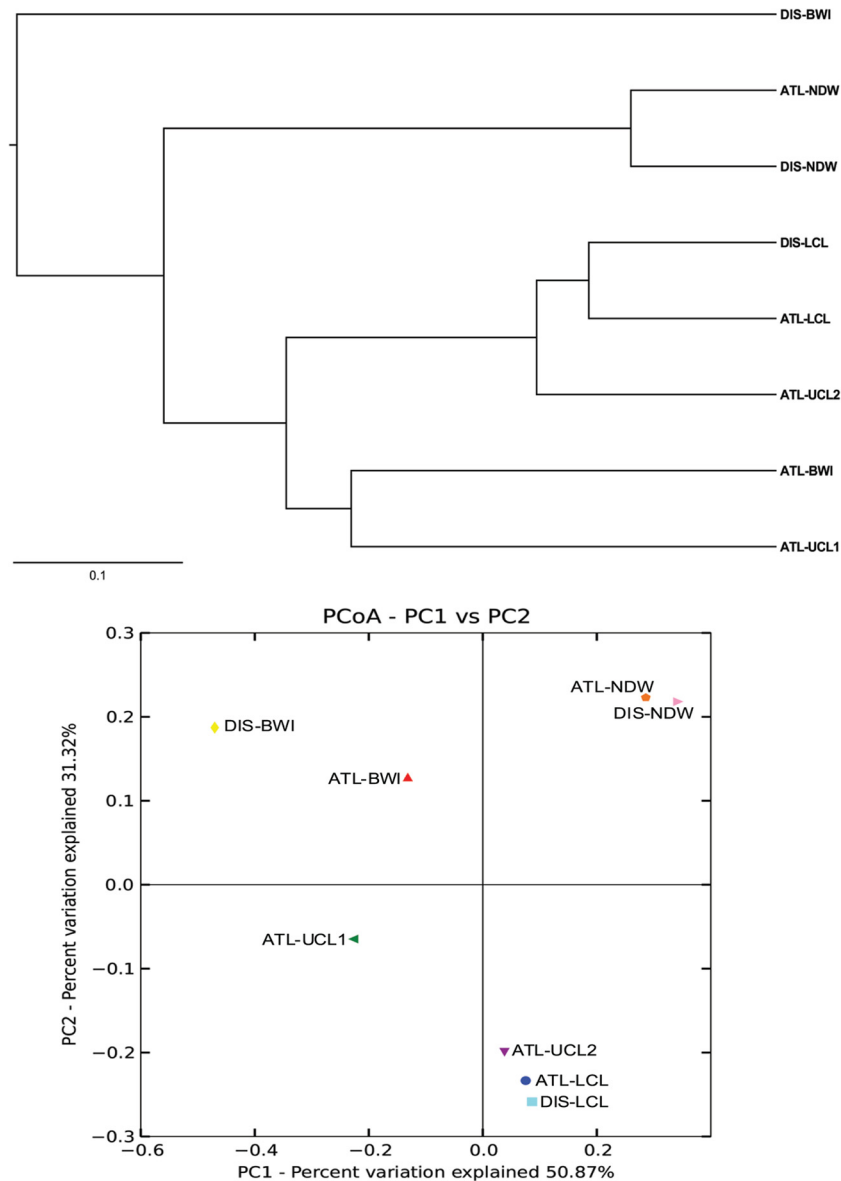 DIS-BWI
ATL-NDW
DIS-NDW
DIS-LCL
ATL-LCL
ATL-UCL2
ATL-BWI
ATL-UCL1
0.1
PCoA - PC1 vs PC2
PC2 - Percent variation explained 31.32%
0.3
0.2
0.1
0.0
−0.1
−0.2
−0.3
ATL-NDW
DIS-NDW
DIS-BWI
ATL-BWI
ATL-UCL1
ATL-UCL2
ATL-LCL
DIS-LCL
−0.6 −0.4 −0.2 0.0 0.2
PC1 - Percent variation explained 50.87%